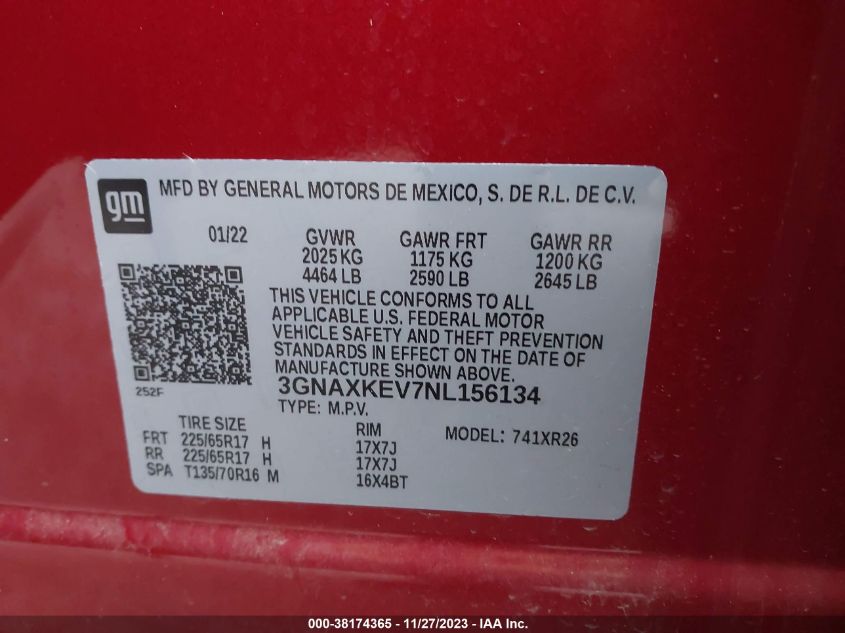 gm
MFD BY GENERAL MOTORS DE MEXICO, S. DE R.L. DE C.V.
01/22 GVWR GAWR FRT GAWR RR
2025 KG 1175 KG 1200 KG
4464 LB 2590 LB 2645 LB
THIS VEHICLE CONFORMS TO ALL
APPLICABLE U.S. FEDERAL MOTOR
VEHICLE SAFETY AND THEFT PREVENTION
STANDARDS IN EFFECT ON THE DATE OF
MANUFACTURE SHOWN ABOVE.
252F
3GNAXKEV7NL156134
TYPE: M.P.V.
TIRE SIZE RIM MODEL: 741XR26
FRT 225/65R17 H 17X7J
RR 225/65R17 H 17X7J
SPA T135/70R16 M 16X4BT
000-38174365 - 11/27/2023 - IAA Inc.